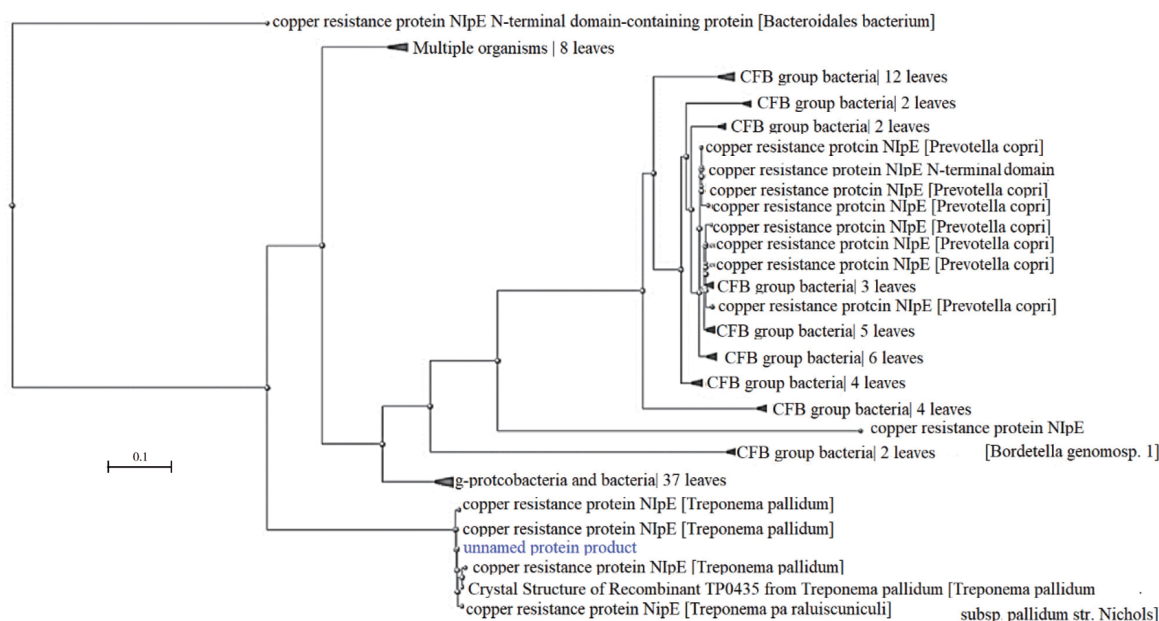 copper resistance protein NIpE N-terminal domain-containing protein [Bacteroidales bacterium]
Multiple organisms | 8 leaves
CFB group bacteria| 12 leaves
CFB group bacteria| 2 leaves
CFB group bacteria| 2 leaves
copper resistance protcin NIpE [Prevotella copri]
copper resistance protein NIpE N-terminal domain
copper resistance protcin NIpE [Prevotella copri]
copper resistance protcin NIpE [Prevotella copri]
copper resistance protcin NIpE [Prevotella copri]
copper resistance protcin NIpE [Prevotella copri]
copper resistance protcin NIpE [Prevotella copri]
CFB group bacteria| 3 leaves
copper resistance protcin NIpE [Prevotella copri]
CFB group bacteria| 5 leaves
CFB group bacteria| 6 leaves
CFB group bacteria| 4 leaves
CFB group bacteria| 4 leaves
copper resistance protein NIpE
CFB group bacteria| 2 leaves [Bordetella genomosp. 1]
0.1
g-protcobacteria and bacteria| 37 leaves
copper resistance protein NIpE [Treponema pallidum]
copper resistance protein NIpE [Treponema pallidum]
unnamed protein product
copper resistance protein NIpE [Treponema pallidum]
Crystal Structure of Recombinant TP0435 from Treponema pallidum [Treponema pallidum
copper resistance protein NipE [Treponema pa raluiscuniculi] subsp. pallidum str. Nichols]